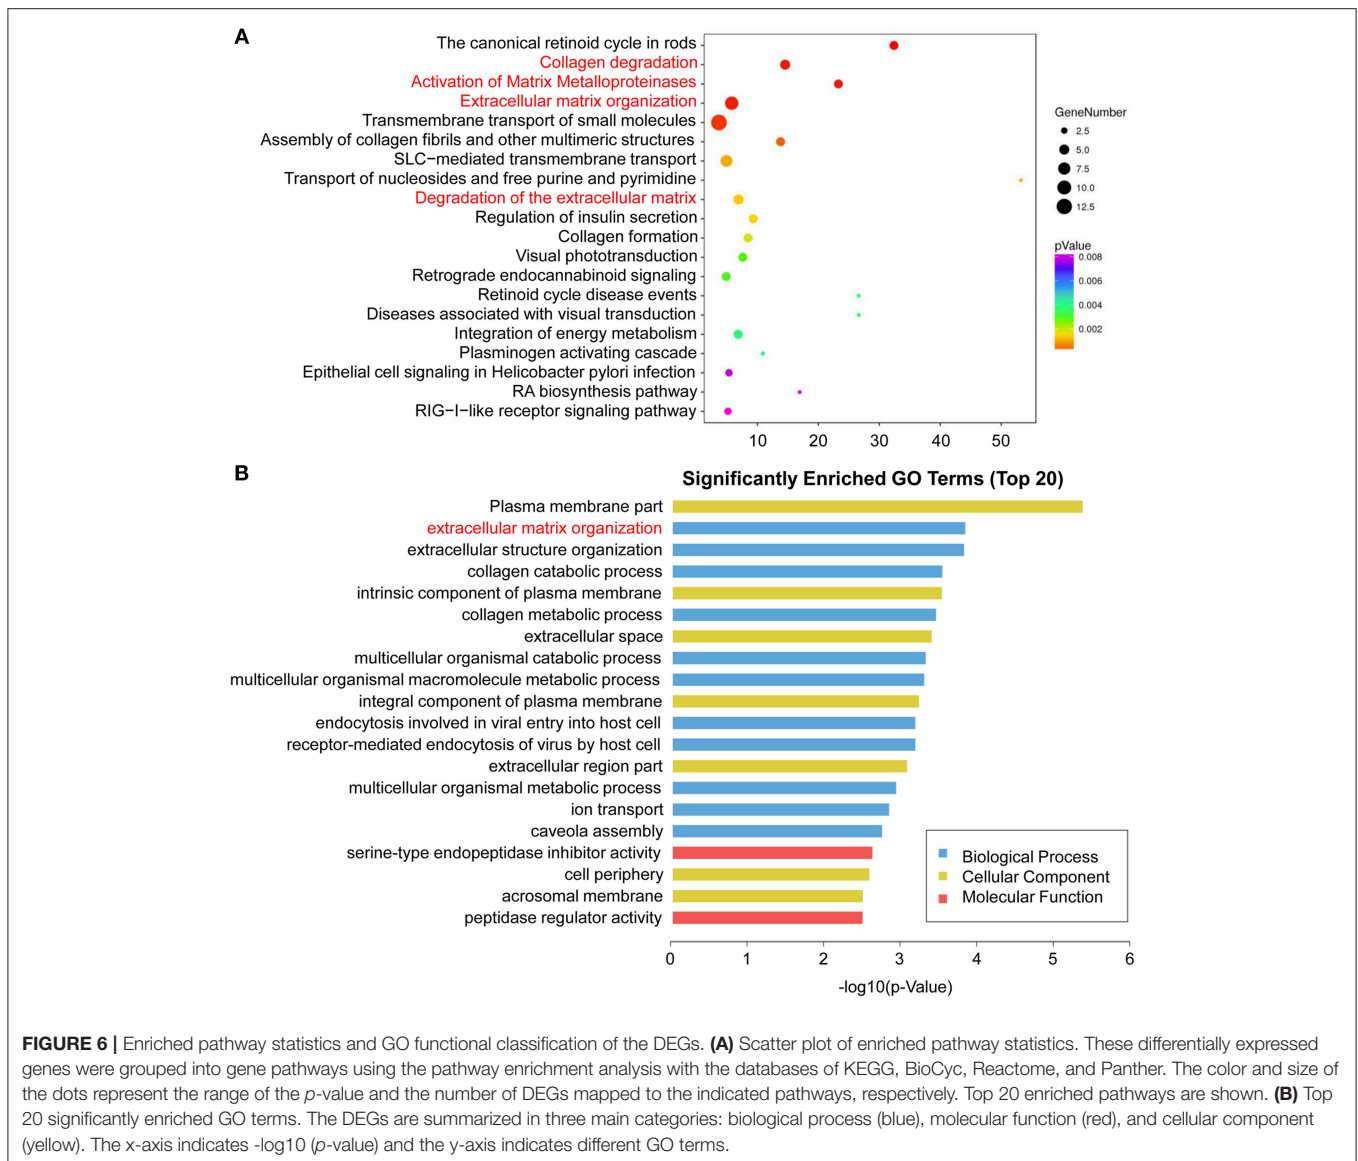 A
The canonical retinoid cycle in rods
Collagen degradation
Activation of Matrix Metalloproteinases
Extracellular matrix organization
Transmembrane transport of small molecules
Assembly of collagen fibrils and other multimeric structures
SLC−mediated transmembrane transport
Transport of nucleosides and free purine and pyrimidine
Degradation of the extracellular matrix
Regulation of insulin secretion
Collagen formation
Visual phototransduction
Retrograde endocannabinoid signaling
Retinoid cycle disease events
Diseases associated with visual transduction
Integration of energy metabolism
Plasminogen activating cascade
Epithelial cell signaling in Helicobacter pylori infection
RA biosynthesis pathway
RIG−I−like receptor signaling pathway
10 20 30 40 50
GeneNumber
2.5
5.0
7.5
10.0
12.5
pValue
0.008
0.006
0.004
0.002
B
Significantly Enriched GO Terms (Top 20)
Plasma membrane part
extracellular matrix organization
extracellular structure organization
collagen catabolic process
intrinsic component of plasma membrane
collagen metabolic process
extracellular space
multicellular organismal catabolic process
multicellular organismal macromolecule metabolic process
integral component of plasma membrane
endocytosis involved in viral entry into host cell
receptor-mediated endocytosis of virus by host cell
extracellular region part
multicellular organismal metabolic process
ion transport
caveola assembly
serine-type endopeptidase inhibitor activity
cell periphery
acrosomal membrane
peptidase regulator activity
Biological Process
Cellular Component
Molecular Function
0 1 2 3 4 5 6
-log10(p-Value)
FIGURE 6 | Enriched pathway statistics and GO functional classification of the DEGs. (A) Scatter plot of enriched pathway statistics. These differentially expressed
genes were grouped into gene pathways using the pathway enrichment analysis with the databases of KEGG, BioCyc, Reactome, and Panther. The color and size of
the dots represent the range of the p-value and the number of DEGs mapped to the indicated pathways, respectively. Top 20 enriched pathways are shown. (B) Top
20 significantly enriched GO terms. The DEGs are summarized in three main categories: biological process (blue), molecular function (red), and cellular component
(yellow). The x-axis indicates -log10 (p-value) and the y-axis indicates different GO terms.